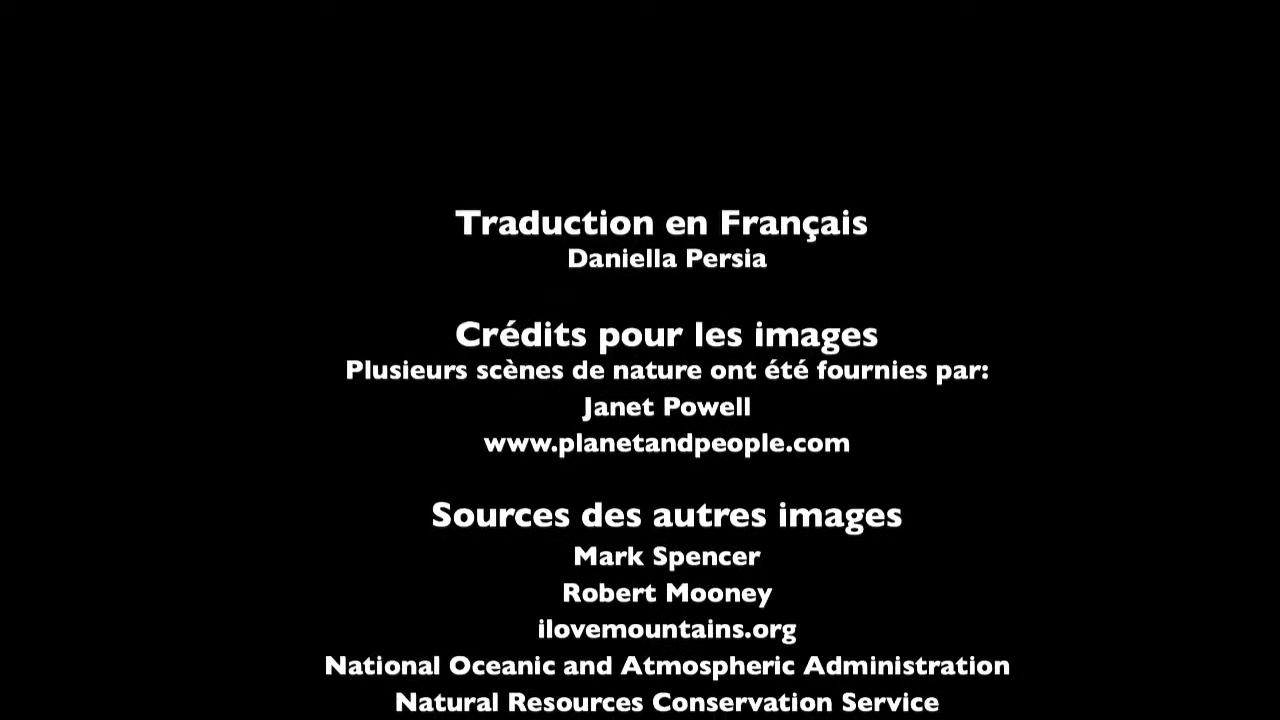 Traduction en Français
Daniella Persia
Crédits pour les images
Plusieurs scènes de nature ont été fournies par:
Janet Powell
www.planetandpeople.com
Sources des autres images
Mark Spencer
Robert Mooney
ilovemountains.org
National Oceanic and Atmospheric Administration
Natural Resources Conservation Service